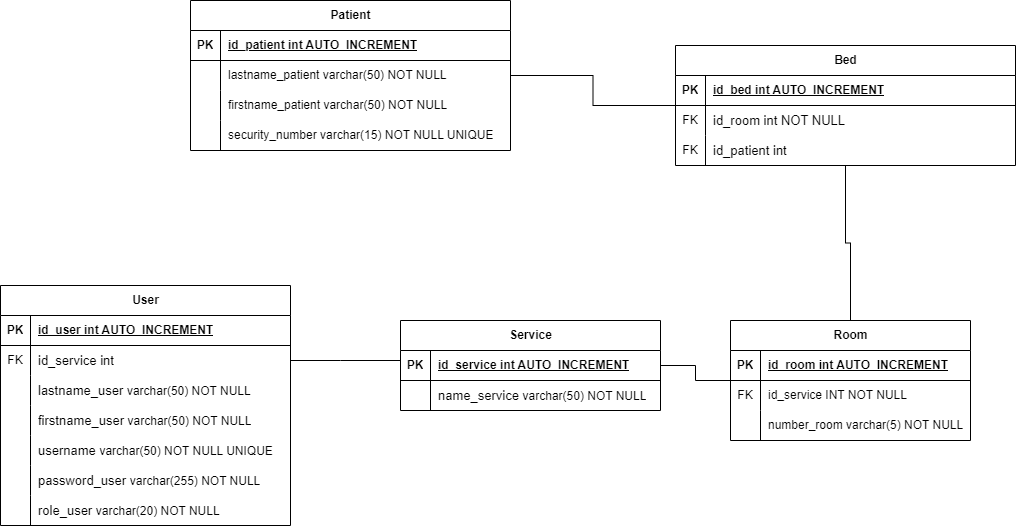 Patient
PK id_patient int AUTO_INCREMENT
lastname_patient varchar(50) NOT NULL
firstname_patient varchar(50) NOT NULL
security_number varchar(15) NOT NULL UNIQUE
Bed
PK id_bed int AUTO_INCREMENT
FK id_room int NOT NULL
FK id_patient int
User
PK id_user int AUTO_INCREMENT
FK id_service int
lastname_user varchar(50) NOT NULL
firstname_user varchar(50) NOT NULL
username varchar(50) NOT NULL UNIQUE
password_user varchar(255) NOT NULL
role_user varchar(20) NOT NULL
Service
PK id_service int AUTO_INCREMENT
name_service varchar(50) NOT NULL
Room
PK id_room int AUTO_INCREMENT
FK id_service INT NOT NULL
number_room varchar(5) NOT NULL